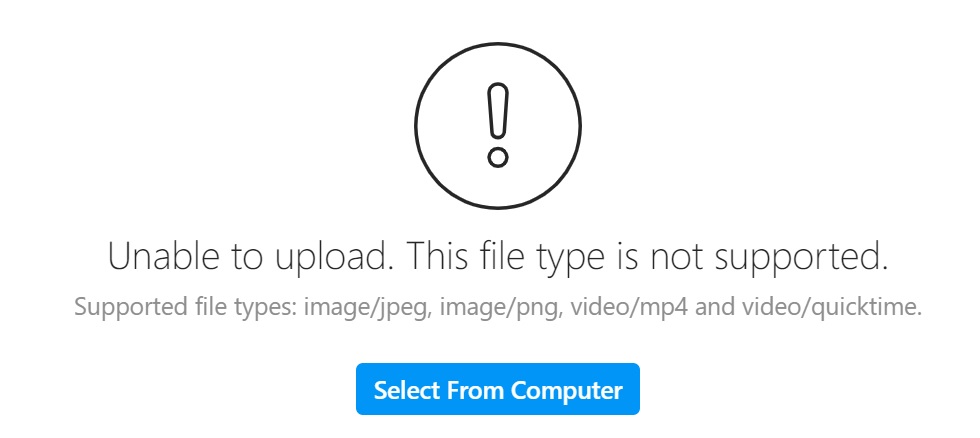 Unable to upload. This file type is not supported.
Supported file types: image/jpeg, image/png, video/mp4 and video/quicktime.
Select From Computer